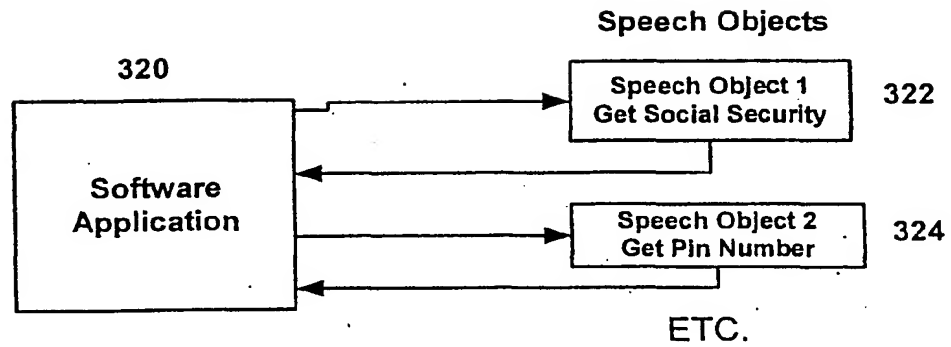 Speech Objects
320
Speech Object 1
Get Social Security
322
Software
Application
Speech Object 2
Get Pin Number
324
ETC.